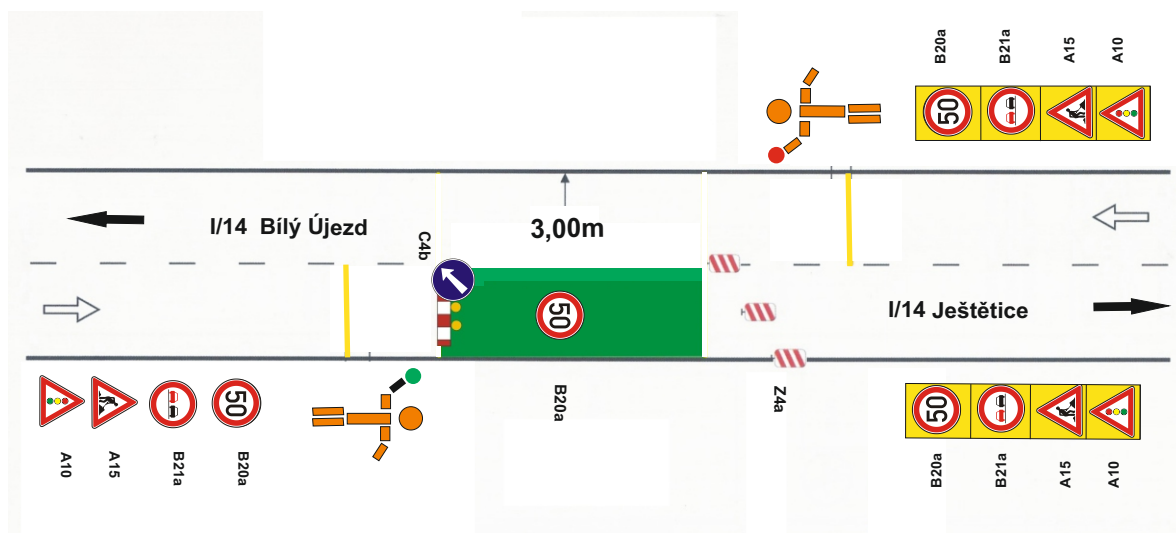 B20a
B21a
A15
A10
50
I/14 Bílý Újezd
3,00m
C4b
50
I/14 Ještětice
50
B20a
Z4a
50
A10
A15
B21a
B20a
B20a
B21a
A15
A10